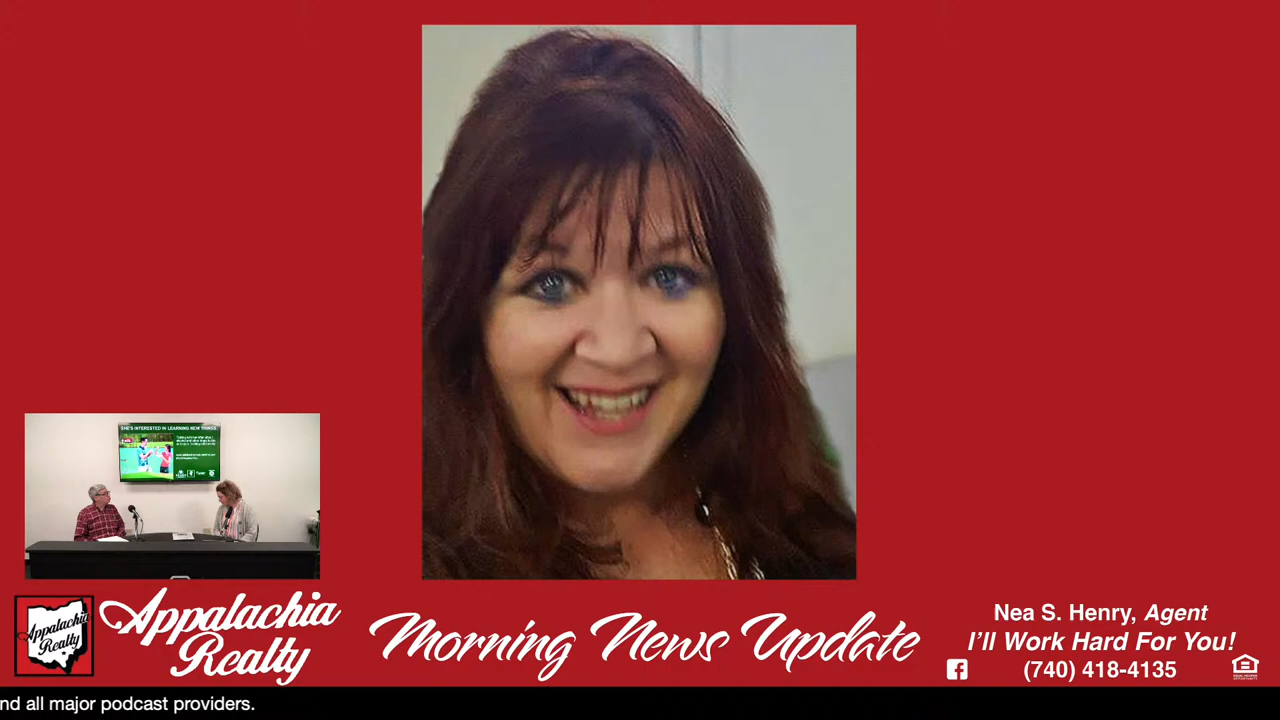 SHE'S INTERESTED IN LEARNING NEW THINGS
Appalachia
Realty
Appalachia
Realty
Morning News Update
Nea S. Henry, Agent
I'll Work Hard For You!
(740) 418-4135
nd all major podcast providers.